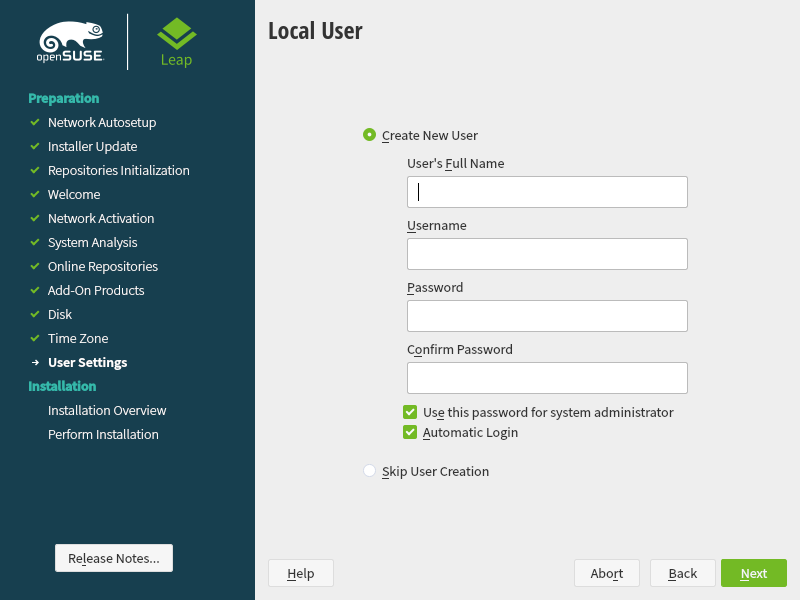 openSUSE
Leap
Preparation
Network Autosetup
Installer Update
Repositories Initialization
Welcome
Network Activation
System Analysis
Online Repositories
Add-On Products
Disk
Time Zone
User Settings
Installation
Installation Overview
Perform Installation
Release Notes...
Local User
Create New User
User's Full Name
Username
Password
Confirm Password
Use this password for system administrator
Automatic Login
Skip User Creation
Help
Abort
Back
Next